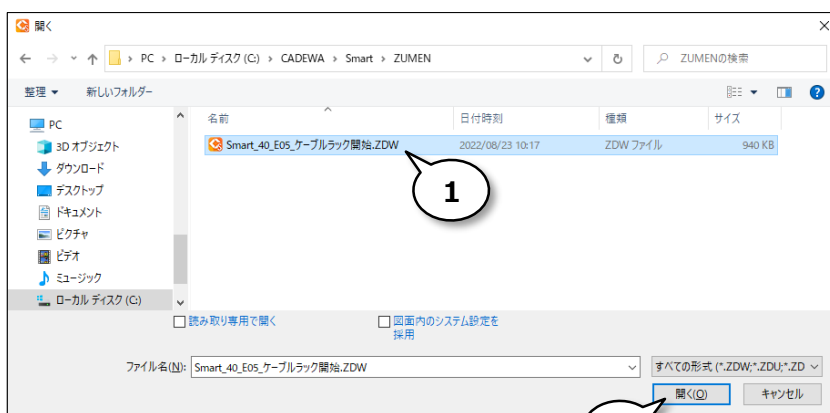 開く
PC › ローカル ディスク (C:) › CADEWA › Smart › ZUMEN
ZUMENの検索
整理 新しいフォルダー
名前 日付時刻 種類 サイズ
PC
3D オブジェクト
ダウンロード
デスクトップ
ドキュメント
ピクチャ
ビデオ
ミュージック
ローカル ディスク (C:)
Smart_40_E05_ケーブルラック開始.ZDW 2022/08/23 10:17 ZDW ファイル 940 KB
1
読み取り専用で開く
図面内のシステム設定を
採用
ファイル名(N): Smart_40_E05_ケーブルラック開始.ZDW
すべての形式 (*.ZDW;*.ZDU;*.ZD
開く(O) キャンセル